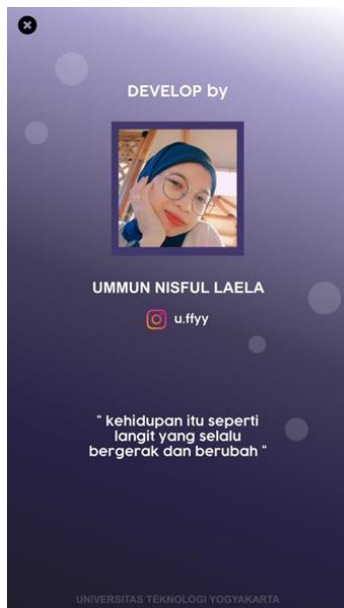 DEVELOP by
UMMUN NISFUL LAELA
u.ffyy
" kehidupan itu seperti
langit yang selalu
bergerak dan berubah "
UNIVERSITAS TEKNOLOGI YOGYAKARTA